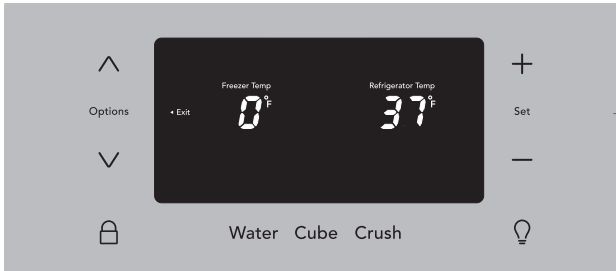 Freezer Temp Refrigerator Temp
Options ◂ Exit 0°F 37°F Set
Water Cube Crush